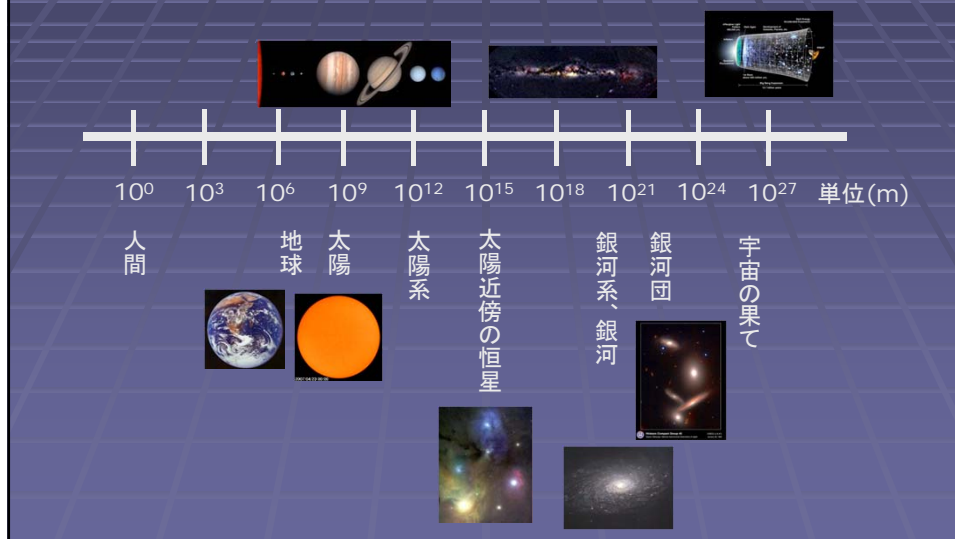 10⁰ 10³ 10⁶ 10⁹ 10¹² 10¹⁵ 10¹⁸ 10²¹ 10²⁴ 10²⁷ 単位(m)
人間
地球
太陽
太陽系
太陽近傍の恒星
銀河系、銀河
銀河団
宇宙の果て